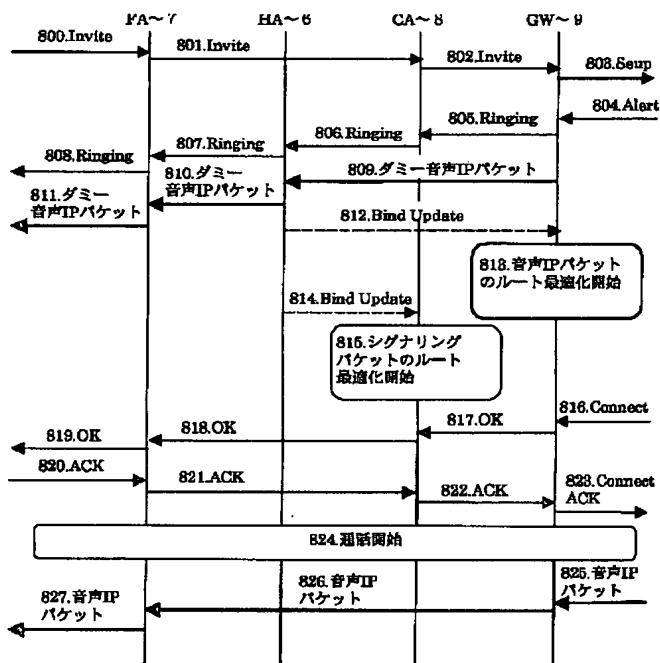 FA～7 HA～6 CA～8 GW～9
800.Invite
801.Invite
802.Invite
803.Seup
804.Alert
805.Ringing
806.Ringing
807.Ringing
808.Ringing
809.ダミー音声IPパケット
810.ダミー
音声IPパケット
811.ダミー
音声IPパケット
812.Bind Update
813.音声IPパケット
のルート最適化開始
814.Bind Update
815.シグナリング
パケットのルート
最適化開始
816.Connect
817.OK
818.OK
819.OK
820.ACK
821.ACK
822.ACK
823.Connect
ACK
824.通話開始
825.音声IP
パケット
826.音声IP
パケット
827.音声IP
パケット